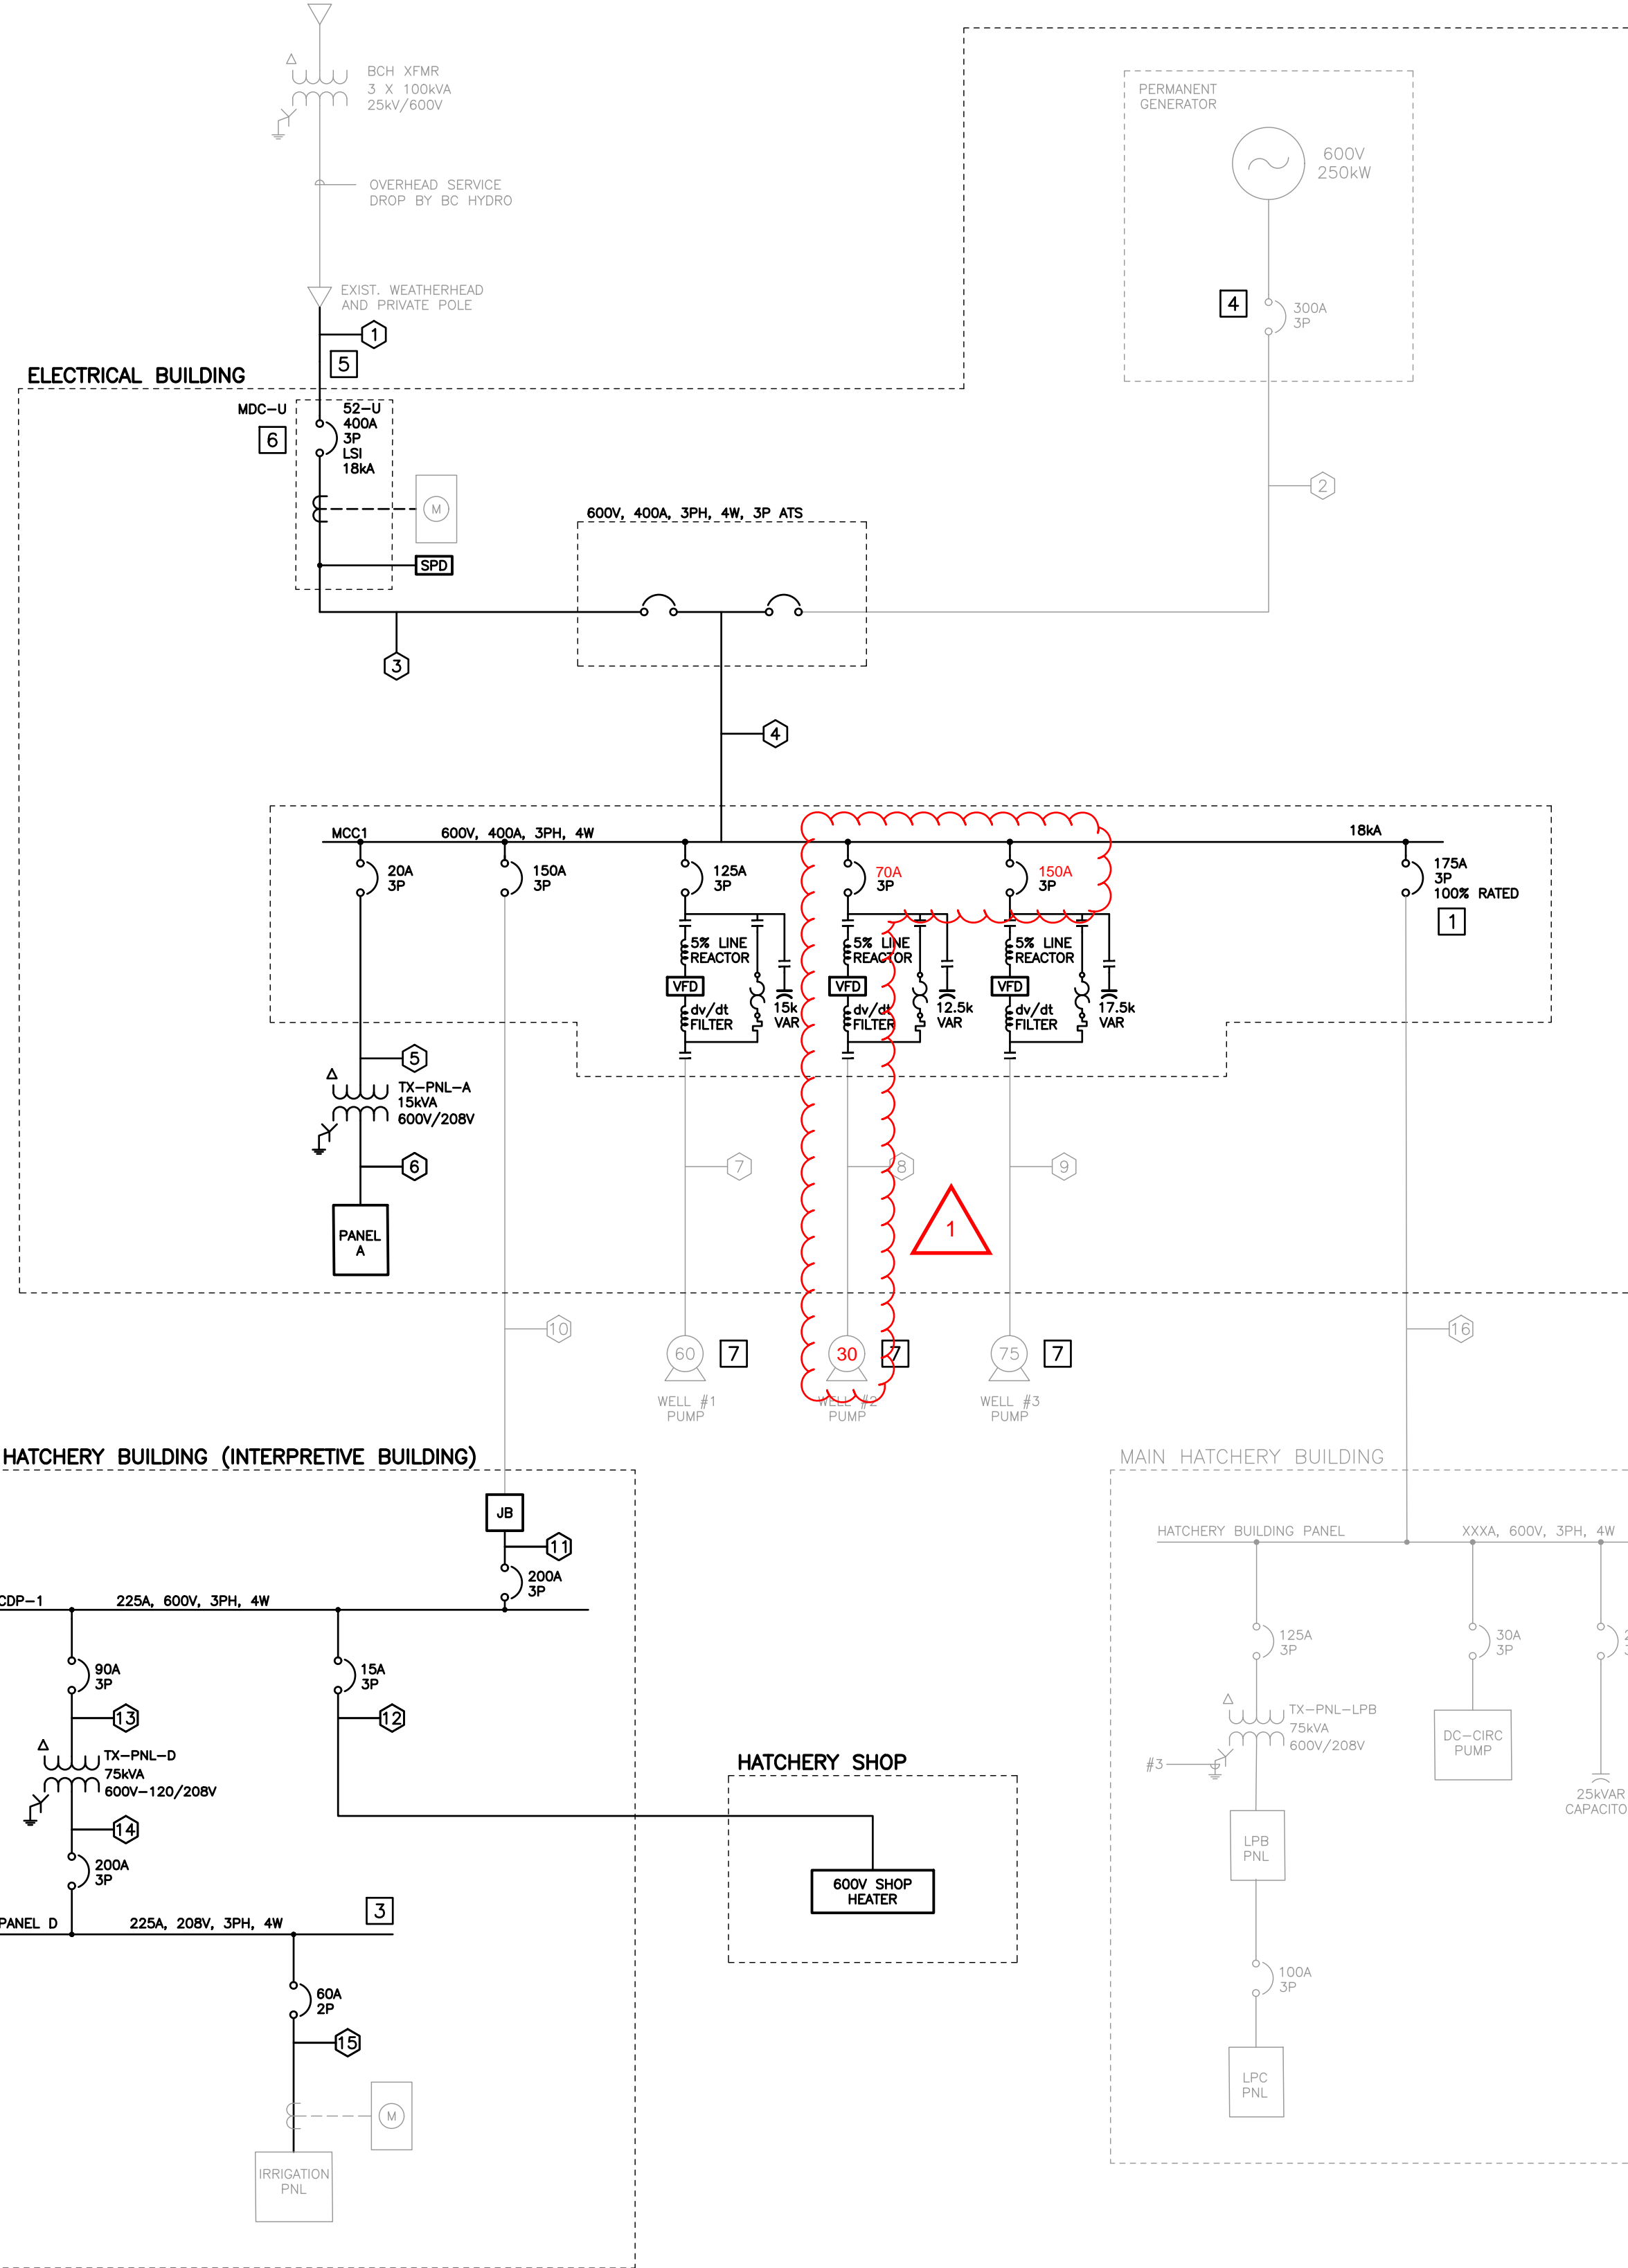 BCH XFMR
3 X 100kVA
25kV/600V
OVERHEAD SERVICE
DROP BY BC HYDRO
EXIST. WEATHERHEAD
AND PRIVATE POLE
1
5
PERMANENT
GENERATOR
600V
250kW
4
300A
3P
2
ELECTRICAL BUILDING
MDC-U
6
52-U
400A
3P
LSI
18kA
M
SPD
600V, 400A, 3PH, 4W, 3P ATS
3
4
MCC1
600V, 400A, 3PH, 4W
18kA
20A
3P
150A
3P
125A
3P
70A
3P
150A
3P
175A
3P
100% RATED
1
5% LINE
REACTOR
VFD
dv/dt
FILTER
15k
VAR
5% LINE
REACTOR
VFD
dv/dt
FILTER
12.5k
VAR
5% LINE
REACTOR
VFD
dv/dt
FILTER
17.5k
VAR
5
TX-PNL-A
15kVA
600V/208V
6
PANEL
A
7
8
9
1
10
16
60
7
WELL #1
PUMP
30
7
WELL #2
PUMP
75
7
WELL #3
PUMP
HATCHERY BUILDING (INTERPRETIVE BUILDING)
JB
11
200A
3P
CDP-1
225A, 600V, 3PH, 4W
90A
3P
15A
3P
13
12
TX-PNL-D
75kVA
600V-120/208V
14
200A
3P
PANEL D
225A, 208V, 3PH, 4W
3
60A
2P
15
M
IRRIGATION
PNL
HATCHERY SHOP
600V SHOP
HEATER
MAIN HATCHERY BUILDING
HATCHERY BUILDING PANEL
XXXA, 600V, 3PH, 4W
125A
3P
30A
3P
TX-PNL-LPB
75kVA
600V/208V
#3
DC-CIRC
PUMP
25kVAR
CAPACITO
LPB
PNL
100A
3P
LPC
PNL